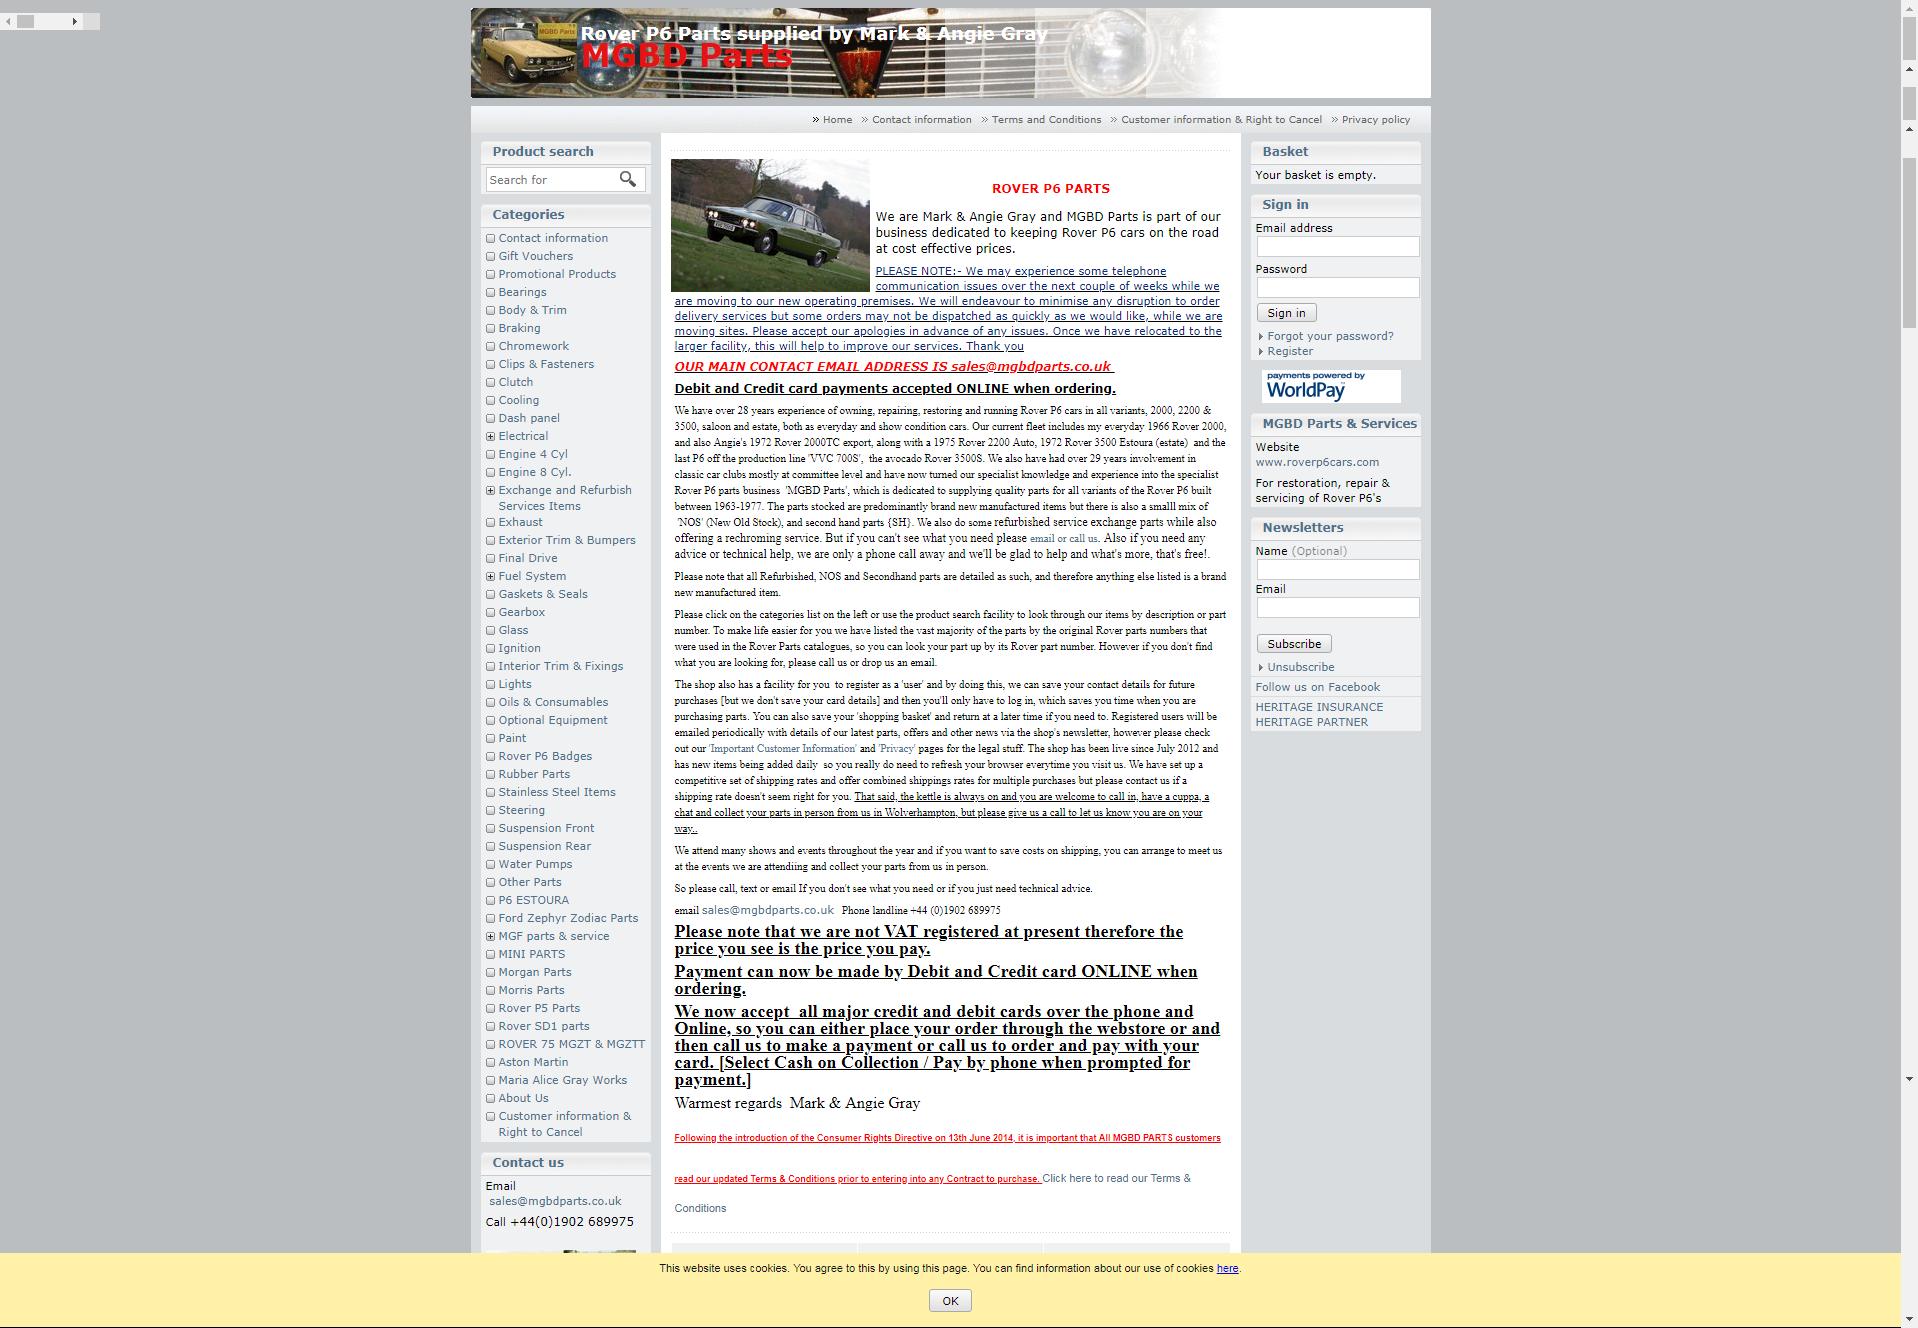 MGBD Parts
Rover P6 Parts supplied by Mark & Angie Gray
MGBD Parts
Home
Contact information
Terms and Conditions
Customer information & Right to Cancel
Privacy policy
Product search
Search for
Categories
Contact information
Gift Vouchers
Promotional Products
Bearings
Body & Trim
Braking
Chromework
Clips & Fasteners
Clutch
Cooling
Dash panel
Electrical
Engine 4 Cyl
Engine 8 Cyl.
Exchange and Refurbish
Services Items
Exhaust
Exterior Trim & Bumpers
Final Drive
Fuel System
Gaskets & Seals
Gearbox
Glass
Ignition
Interior Trim & Fixings
Lights
Oils & Consumables
Optional Equipment
Paint
Rover P6 Badges
Rubber Parts
Stainless Steel Items
Steering
Suspension Front
Suspension Rear
Water Pumps
Other Parts
P6 ESTOURA
Ford Zephyr Zodiac Parts
MGF parts & service
MINI PARTS
Morgan Parts
Morris Parts
Rover P5 Parts
Rover SD1 parts
ROVER 75 MGZT & MGZTT
Aston Martin
Maria Alice Gray Works
About Us
Customer information &
Right to Cancel
Contact us
Email
sales@mgbdparts.co.uk
Call +44(0)1902 689975
ROVER P6 PARTS
We are Mark & Angie Gray and MGBD Parts is part of our
business dedicated to keeping Rover P6 cars on the road
at cost effective prices.
PLEASE NOTE:- We may experience some telephone
communication issues over the next couple of weeks while we
are moving to our new operating premises. We will endeavour to minimise any disruption to order
delivery services but some orders may not be dispatched as quickly as we would like, while we are
moving sites. Please accept our apologies in advance of any issues. Once we have relocated to the
larger facility, this will help to improve our services. Thank you
OUR MAIN CONTACT EMAIL ADDRESS IS sales@mgbdparts.co.uk
Debit and Credit card payments accepted ONLINE when ordering.
We have over 28 years experience of owning, repairing, restoring and running Rover P6 cars in all variants, 2000, 2200 &
3500, saloon and estate, both as everyday and show condition cars. Our current fleet includes my everyday 1966 Rover 2000,
and also Angie's 1972 Rover 2000TC export, along with a 1975 Rover 2200 Auto, 1972 Rover 3500 Estoura (estate) and the
last P6 off the production line 'VVC 700S', the avocado Rover 3500S. We also have had over 29 years involvement in
classic car clubs mostly at committee level and have now turned our specialist knowledge and experience into the specialist
Rover P6 parts business 'MGBD Parts', which is dedicated to supplying quality parts for all variants of the Rover P6 built
between 1963-1977. The parts stocked are predominantly brand new manufactured items but there is also a smalll mix of
'NOS' (New Old Stock), and second hand parts {SH}. We also do some refurbished service exchange parts while also
offering a rechroming service. But if you can't see what you need please email or call us. Also if you need any
advice or technical help, we are only a phone call away and we'll be glad to help and what's more, that's free!.
Please note that all Refurbished, NOS and Secondhand parts are detailed as such, and therefore anything else listed is a brand
new manufactured item.
Please click on the categories list on the left or use the product search facility to look through our items by description or part
number. To make life easier for you we have listed the vast majority of the parts by the original Rover parts numbers that
were used in the Rover Parts catalogues, so you can look your part up by its Rover part number. However if you don't find
what you are looking for, please call us or drop us an email.
The shop also has a facility for you to register as a 'user' and by doing this, we can save your contact details for future
purchases [but we don't save your card details] and then you'll only have to log in, which saves you time when you are
purchasing parts. You can also save your 'shopping basket' and return at a later time if you need to. Registered users will be
emailed periodically with details of our latest parts, offers and other news via the shop's newsletter, however please check
out our 'Important Customer Information' and 'Privacy' pages for the legal stuff. The shop has been live since July 2012 and
has new items being added daily so you really do need to refresh your browser everytime you visit us. We have set up a
competitive set of shipping rates and offer combined shippings rates for multiple purchases but please contact us if a
shipping rate doesn't seem right for you. That said, the kettle is always on and you are welcome to call in, have a cuppa, a
chat and collect your parts in person from us in Wolverhampton, but please give us a call to let us know you are on your
way..
We attend many shows and events throughout the year and if you want to save costs on shipping, you can arrange to meet us
at the events we are attendiing and collect your parts from us in person.
So please call, text or email If you don't see what you need or if you just need technical advice.
email sales@mgbdparts.co.uk Phone landline +44 (0)1902 689975
Please note that we are not VAT registered at present therefore the
price you see is the price you pay.
Payment can now be made by Debit and Credit card ONLINE when
ordering.
We now accept all major credit and debit cards over the phone and
Online, so you can either place your order through the webstore or and
then call us to make a payment or call us to order and pay with your
card. [Select Cash on Collection / Pay by phone when prompted for
payment.]
Warmest regards Mark & Angie Gray
Following the introduction of the Consumer Rights Directive on 13th June 2014, it is important that All MGBD PARTS customers
read our updated Terms & Conditions prior to entering into any Contract to purchase. Click here to read our Terms &
Conditions
Basket
Your basket is empty.
Sign in
Email address
Password
Sign in
Forgot your password?
Register
payments powered by
WorldPay
MGBD Parts & Services
Website
www.roverp6cars.com
For restoration, repair &
servicing of Rover P6's
Newsletters
Name (Optional)
Email
Subscribe
Unsubscribe
Follow us on Facebook
HERITAGE INSURANCE
HERITAGE PARTNER
This website uses cookies. You agree to this by using this page. You can find information about our use of cookies here.
OK